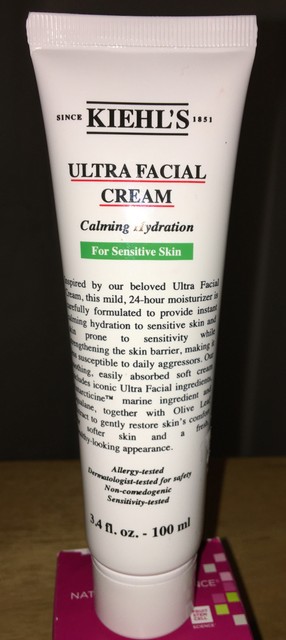 SINCE KIEHL'S 1851
ULTRA FACIAL
CREAM
Calming Hydration
For Sensitive Skin
by our beloved Ultra Facial
this mild, 24-hour moisturizer is
formulated to provide instant
hydration to sensitive skin and
prone to sensitivity while
the skin barrier, making it
susceptible to daily aggressors. Our
easily absorbed soft cream
iconic Ultra Facial ingredients,
marine ingredient and
together with Olive
to gently restore skin's
softer skin and a
appearance.
Allergy-tested
Dermatologist-tested for safety
Non-comedogenic
Sensitivity-tested
3.4 fl. oz. - 100 ml
STEM
CELL
SCIENCE